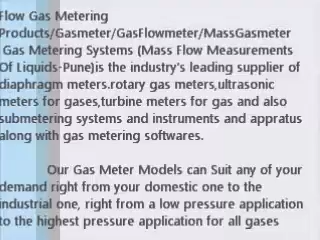 Flow Gas Metering
Products/Gasmeter/GasFlowmeter/MassGasmeter
Gas Metering Systems (Mass Flow Measurements
Of Liquids-Pune)is the industry's leading supplier of
diaphragm meters.rotary gas meters,ultrasonic
meters for gases,turbine meters for gas and also
submetering systems and instruments and appratus
along with gas metering softwares.
Our Gas Meter Models can Suit any of your
demand right from your domestic one to the
industrial one, right from a low pressure application
to the highest pressure application for all gases